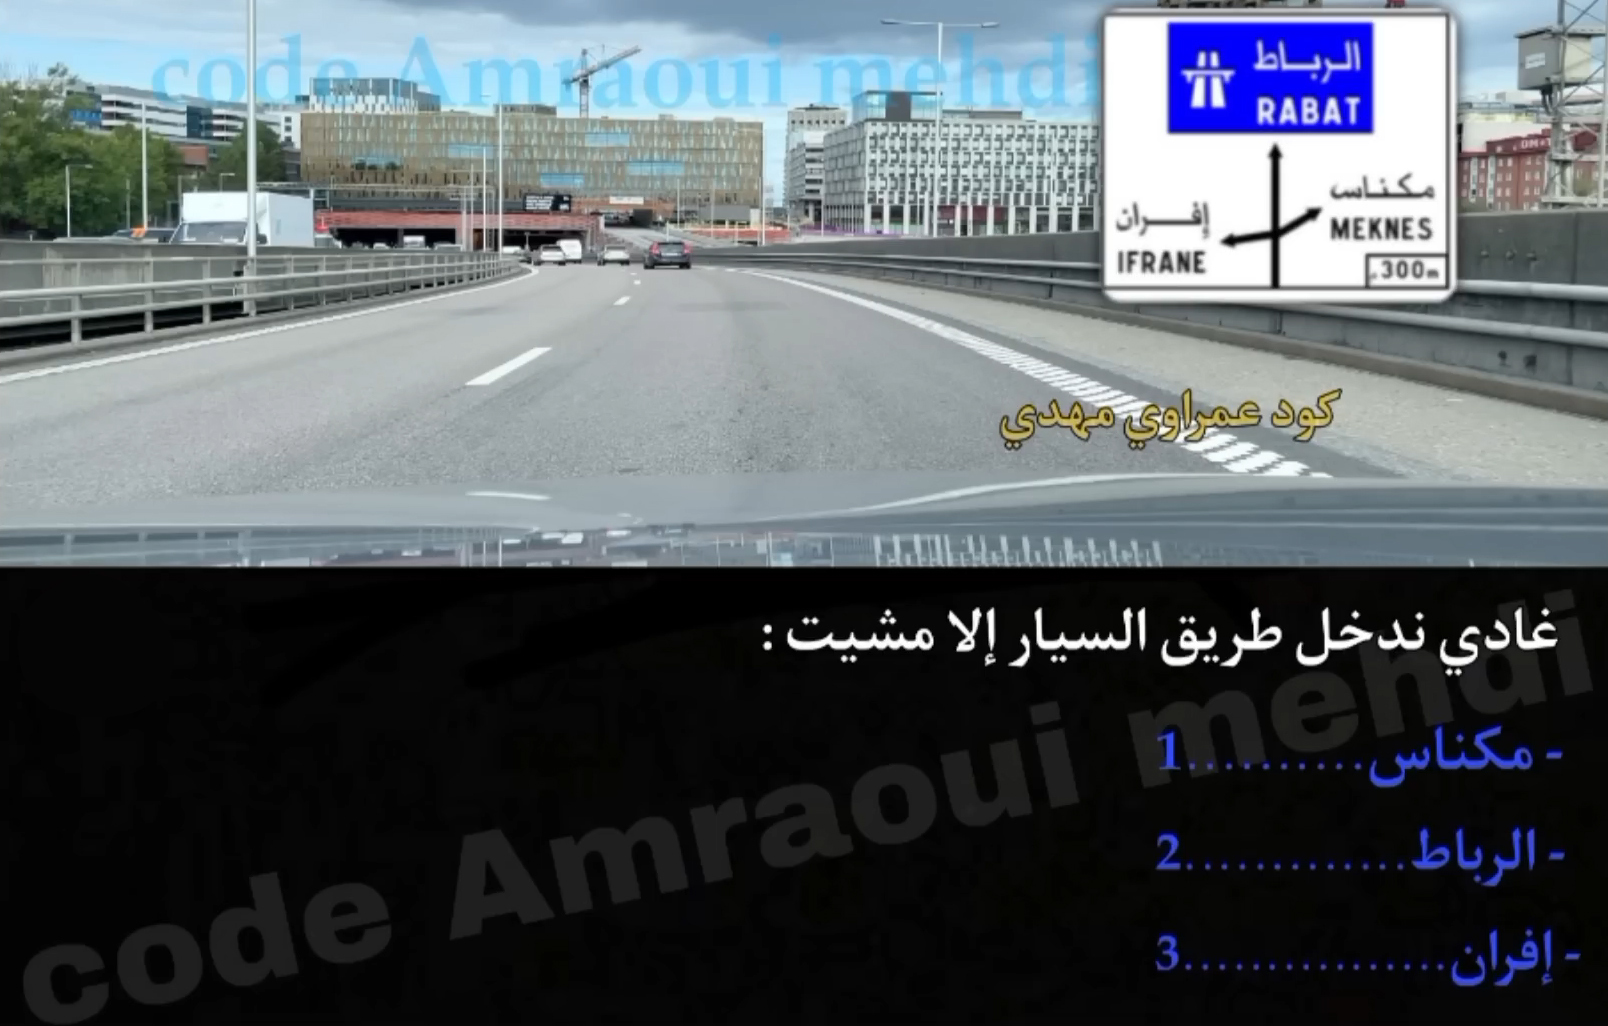 code Amraoui mehdi
الرباط
RABAT
مكناس
MEKNES
إفران
IFRANE
300m
كود عمراوي مهدي
غادي ندخل طريق السيار إلا مشيت :
- مكناس..........1
- الرباط.............2
- إفران................3
code Amraoui mehdi